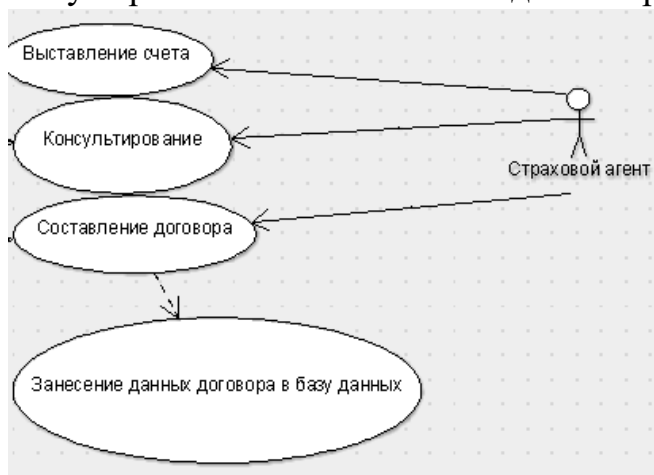 Выставление счета
Консультирование
Страховой агент
Составление договора
Занесение данных договора в базу данных